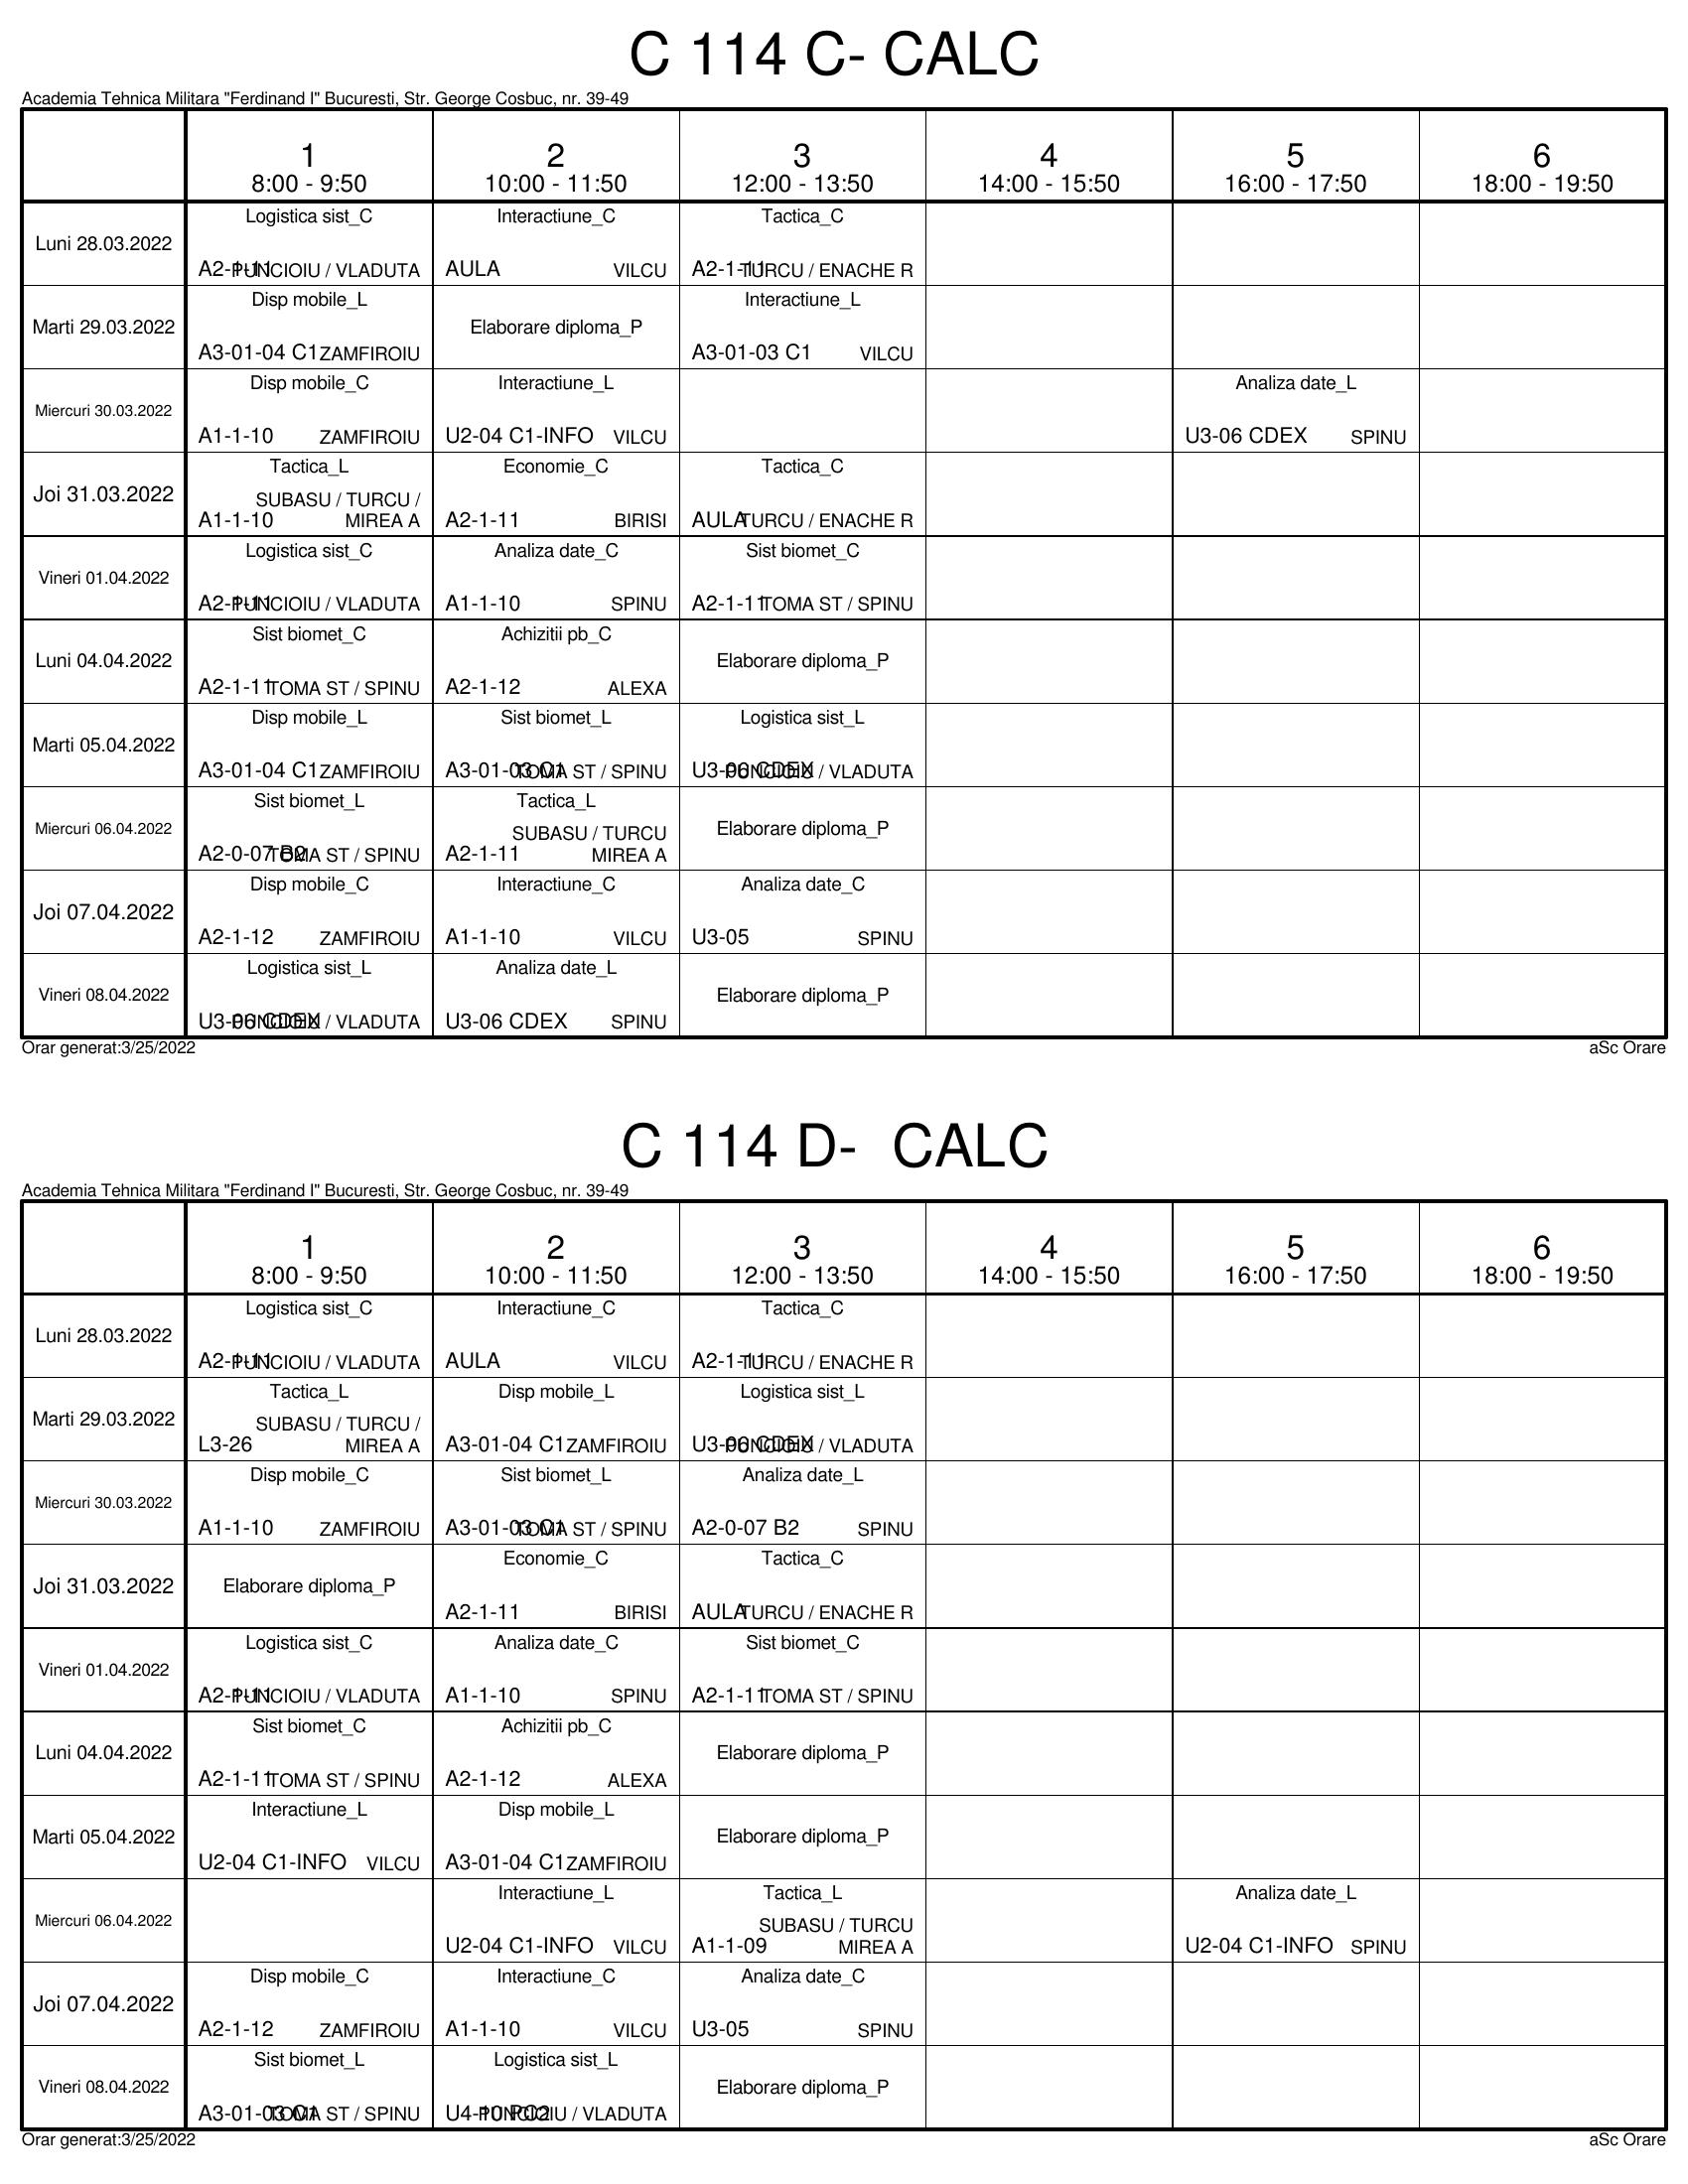 C 114 C- CALC
Academia Tehnica Militara "Ferdinand I" Bucuresti, Str. George Cosbuc, nr. 39-49
1 2 3 4 5 6
8:00 - 9:50 10:00 - 11:50 12:00 - 13:50 14:00 - 15:50 16:00 - 17:50 18:00 - 19:50
Logistica sist_C Interactiune_C Tactica_C
Luni 28.03.2022
A2-1-11 PUNCIOIU / VLADUTA AULA VILCU A2-1-11 TURCU / ENACHE R
Disp mobile_L Interactiune_L
Marti 29.03.2022 Elaborare diploma_P
A3-01-04 C1 ZAMFIROIU A3-01-03 C1 VILCU
Disp mobile_C Interactiune_L Analiza date_L
Miercuri 30.03.2022
A1-1-10 ZAMFIROIU U2-04 C1-INFO VILCU U3-06 CDEX SPINU
Tactica_L Economie_C Tactica_C
Joi 31.03.2022
SUBASU / TURCU /
A1-1-10 MIREA A A2-1-11 BIRISI AULA TURCU / ENACHE R
Logistica sist_C Analiza date_C Sist biomet_C
Vineri 01.04.2022
A2-1-11 PUNCIOIU / VLADUTA A1-1-10 SPINU A2-1-11 TOMA ST / SPINU
Sist biomet_C Achizitii pb_C
Luni 04.04.2022 Elaborare diploma_P
A2-1-11 TOMA ST / SPINU A2-1-12 ALEXA
Disp mobile_L Sist biomet_L Logistica sist_L
Marti 05.04.2022
A3-01-04 C1 ZAMFIROIU A3-01-03 C1 TOMA ST / SPINU U3-06 CDEX PUNCIOIU / VLADUTA
Sist biomet_L Tactica_L
Miercuri 06.04.2022 Elaborare diploma_P
SUBASU / TURCU
A2-0-07 B2 TOMA ST / SPINU A2-1-11 MIREA A
Disp mobile_C Interactiune_C Analiza date_C
Joi 07.04.2022
A2-1-12 ZAMFIROIU A1-1-10 VILCU U3-05 SPINU
Logistica sist_L Analiza date_L
Vineri 08.04.2022 Elaborare diploma_P
U3-06 CDEX PUNCIOIU / VLADUTA U3-06 CDEX SPINU
Orar generat:3/25/2022 aSc Orare
C 114 D- CALC
Academia Tehnica Militara "Ferdinand I" Bucuresti, Str. George Cosbuc, nr. 39-49
1 2 3 4 5 6
8:00 - 9:50 10:00 - 11:50 12:00 - 13:50 14:00 - 15:50 16:00 - 17:50 18:00 - 19:50
Logistica sist_C Interactiune_C Tactica_C
Luni 28.03.2022
A2-1-11 PUNCIOIU / VLADUTA AULA VILCU A2-1-11 TURCU / ENACHE R
Tactica_L Disp mobile_L Logistica sist_L
Marti 29.03.2022
SUBASU / TURCU /
L3-26 MIREA A A3-01-04 C1 ZAMFIROIU U3-06 CDEX PUNCIOIU / VLADUTA
Disp mobile_C Sist biomet_L Analiza date_L
Miercuri 30.03.2022
A1-1-10 ZAMFIROIU A3-01-03 C1 TOMA ST / SPINU A2-0-07 B2 SPINU
Economie_C Tactica_C
Joi 31.03.2022 Elaborare diploma_P
A2-1-11 BIRISI AULA TURCU / ENACHE R
Logistica sist_C Analiza date_C Sist biomet_C
Vineri 01.04.2022
A2-1-11 PUNCIOIU / VLADUTA A1-1-10 SPINU A2-1-11 TOMA ST / SPINU
Sist biomet_C Achizitii pb_C
Luni 04.04.2022 Elaborare diploma_P
A2-1-11 TOMA ST / SPINU A2-1-12 ALEXA
Interactiune_L Disp mobile_L
Marti 05.04.2022 Elaborare diploma_P
U2-04 C1-INFO VILCU A3-01-04 C1 ZAMFIROIU
Interactiune_L Tactica_L Analiza date_L
Miercuri 06.04.2022
SUBASU / TURCU
U2-04 C1-INFO VILCU A1-1-09 MIREA A U2-04 C1-INFO SPINU
Disp mobile_C Interactiune_C Analiza date_C
Joi 07.04.2022
A2-1-12 ZAMFIROIU A1-1-10 VILCU U3-05 SPINU
Sist biomet_L Logistica sist_L
Vineri 08.04.2022 Elaborare diploma_P
A3-01-03 C1 TOMA ST / SPINU U4-10 PC2 PUNCIOIU / VLADUTA
Orar generat:3/25/2022 aSc Orare